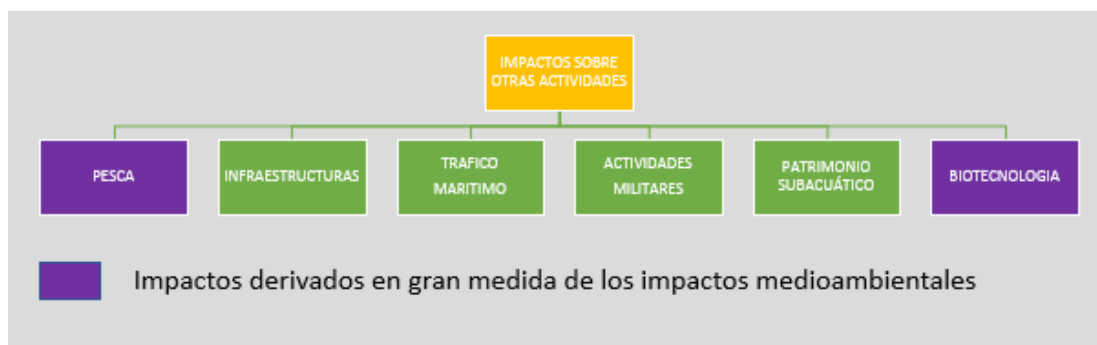 IMPACTOS SOBRE
OTRAS ACTIVIDADES
PESCA
INFRAESTRUCTURAS
TRAFICO
MARITIMO
ACTIVIDADES
MILITARES
PATRIMONIO
SUBACUÁTICO
BIOTECNOLOGIA
Impactos derivados en gran medida de los impactos medioambientales